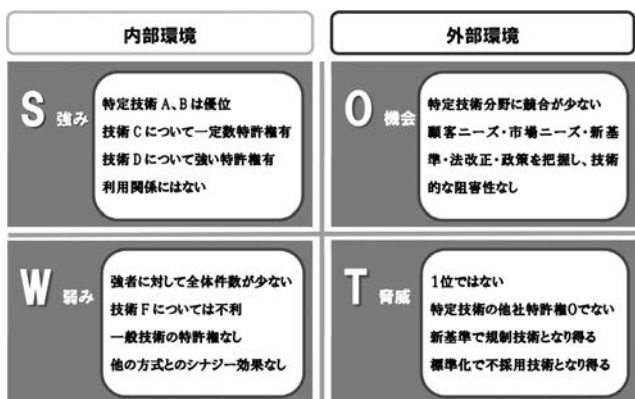 内部環境
外部環境
S 強み
特定技術 A、B は優位
技術 C について一定数特許権有
技術 D について強い特許権有
利用関係にはない
O 機会
特定技術分野に競合が少ない
顧客ニーズ・市場ニーズ・新基
準・法改正・政策を把握し、技術
的な阻害性なし
W 弱み
強者に対して全体件数が少ない
技術 F については不利
一般技術の特許権なし
他の方式とのシナジー効果なし
T 脅威
1位ではない
特定技術の他社特許権0でない
新基準で規制技術となり得る
標準化で不採用技術となり得る